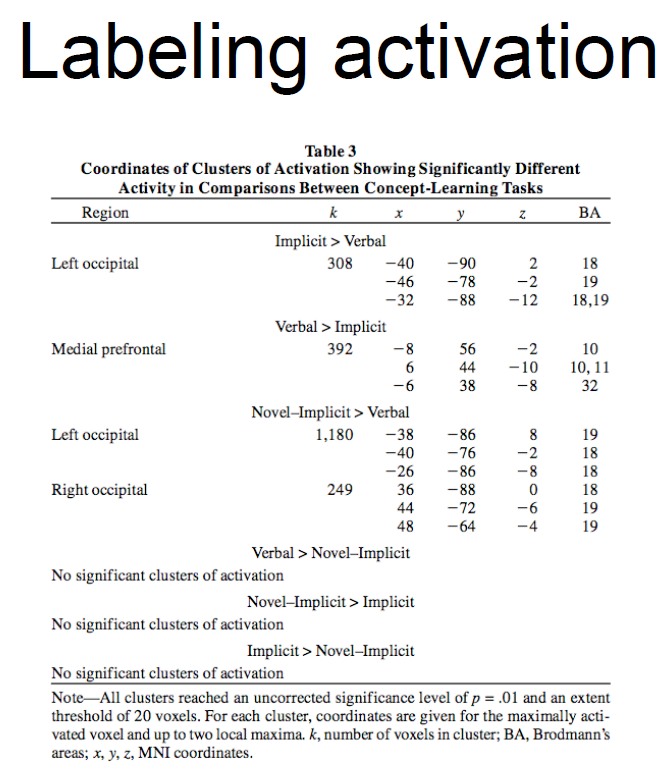 Labeling activation
Table 3
Coordinates of Clusters of Activation Showing Significantly Different
Activity in Comparisons Between Concept-Learning Tasks
Region k x y z BA
Implicit > Verbal
Left occipital 308 −40 −90 2 18
−46 −78 −2 19
−32 −88 −12 18,19
Verbal > Implicit
Medial prefrontal 392 −8 56 −2 10
6 44 −10 10, 11
−6 38 −8 32
Novel–Implicit > Verbal
Left occipital 1,180 −38 −86 8 19
−40 −76 −2 18
−26 −86 −8 18
Right occipital 249 36 −88 0 18
44 −72 −6 19
48 −64 −4 19
Verbal > Novel–Implicit
No significant clusters of activation
Novel–Implicit > Implicit
No significant clusters of activation
Implicit > Novel–Implicit
No significant clusters of activation
Note—All clusters reached an uncorrected significance level of p = .01 and an extent
threshold of 20 voxels. For each cluster, coordinates are given for the maximally acti-
vated voxel and up to two local maxima. k, number of voxels in cluster; BA, Brodmann's
areas; x, y, z, MNI coordinates.